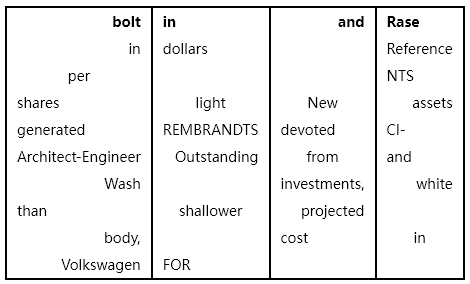 bolt in and Rase
in dollars Reference
per NTS
shares light New assets
generated REMBRANDTS devoted CI-
Architect-Engineer Outstanding from and
Wash investments, white
than shallower projected
body, cost in
Volkswagen FOR